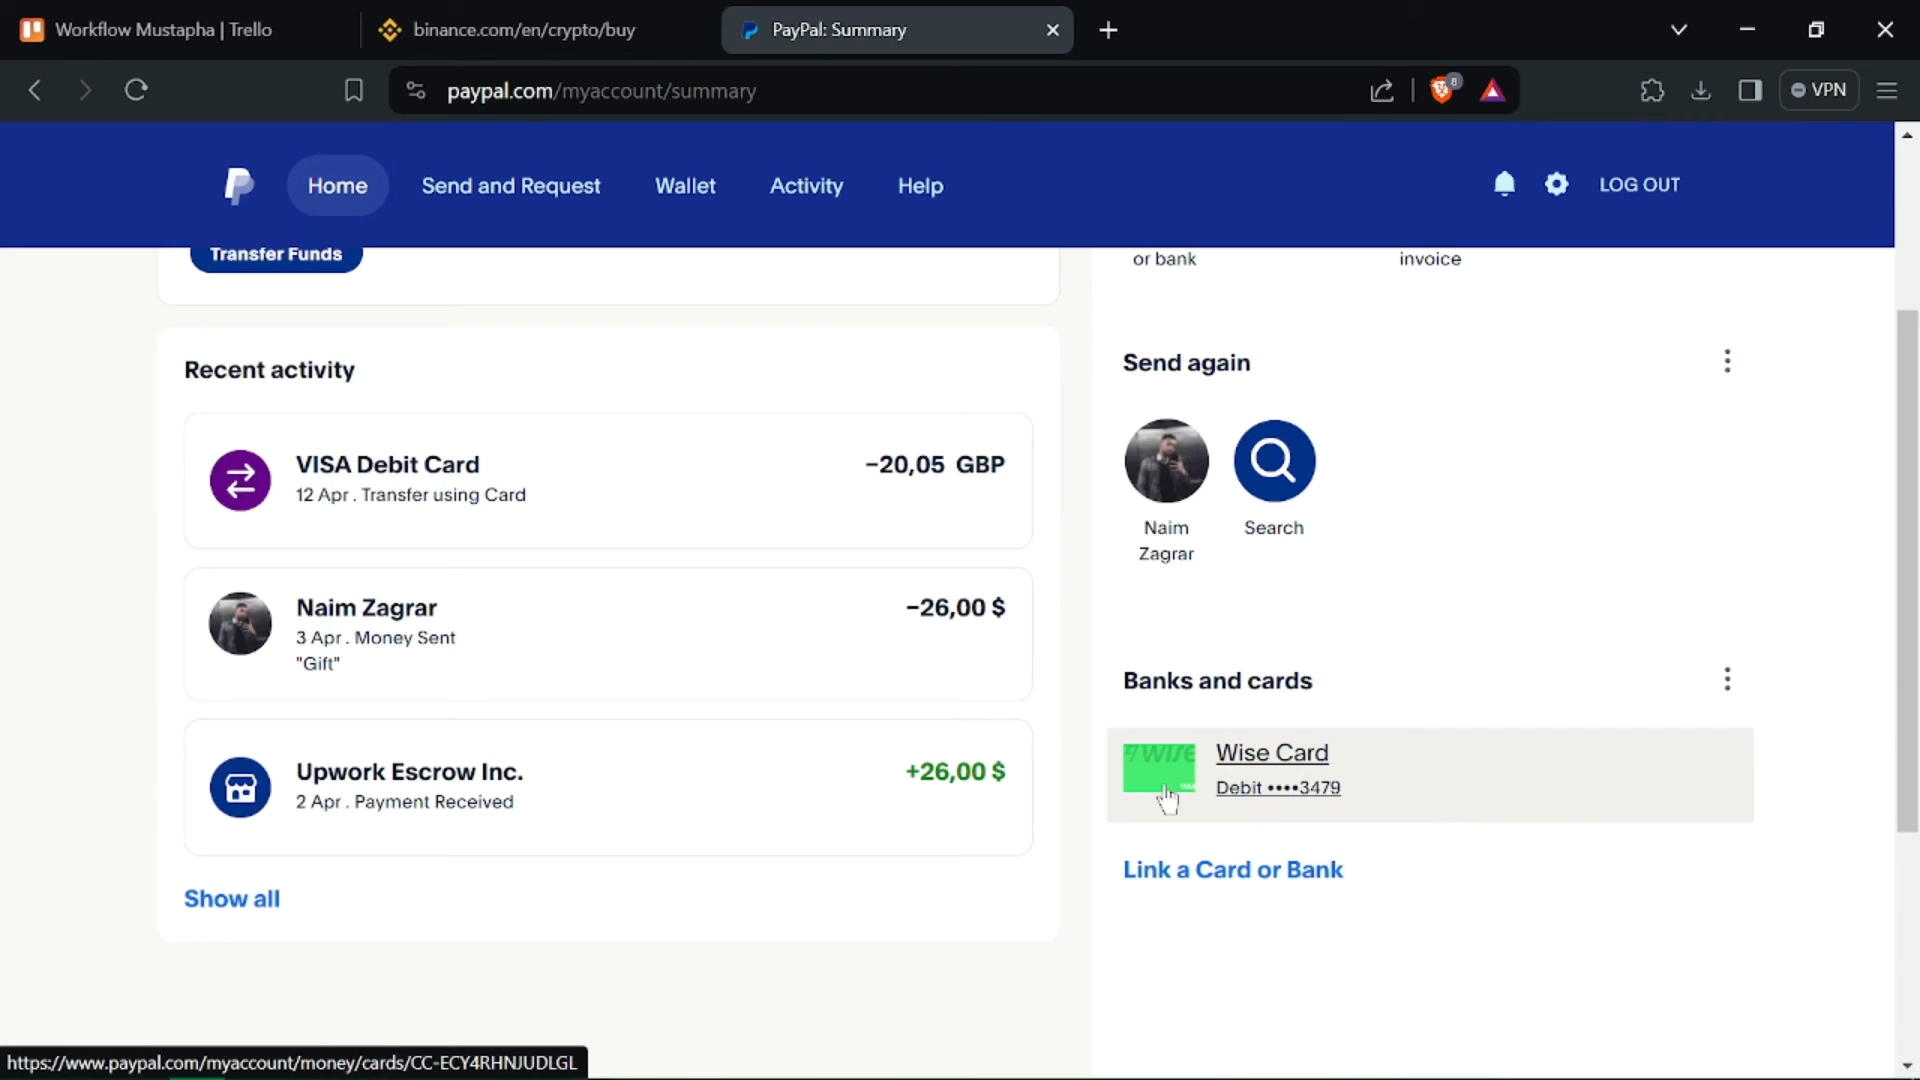 Workflow Mustapha | Trello
binance.com/en/crypto/buy
PayPal: Summary
paypal.com/myaccount/summary
8
VPN
Home
Send and Request
Wallet
Activity
Help
LOG OUT
Transfer Funds
or bank
invoice
Recent activity
VISA Debit Card
−20,05 GBP
12 Apr . Transfer using Card
Naim Zagrar
−26,00 $
3 Apr . Money Sent
"Gift"
Upwork Escrow Inc.
+26,00 $
2 Apr . Payment Received
Show all
Send again
Naim
Zagrar
Search
Banks and cards
7WISE
Wise Card
Debit ••••3479
Link a Card or Bank
https://www.paypal.com/myaccount/money/cards/CC-ECY4RHNJUDLGL